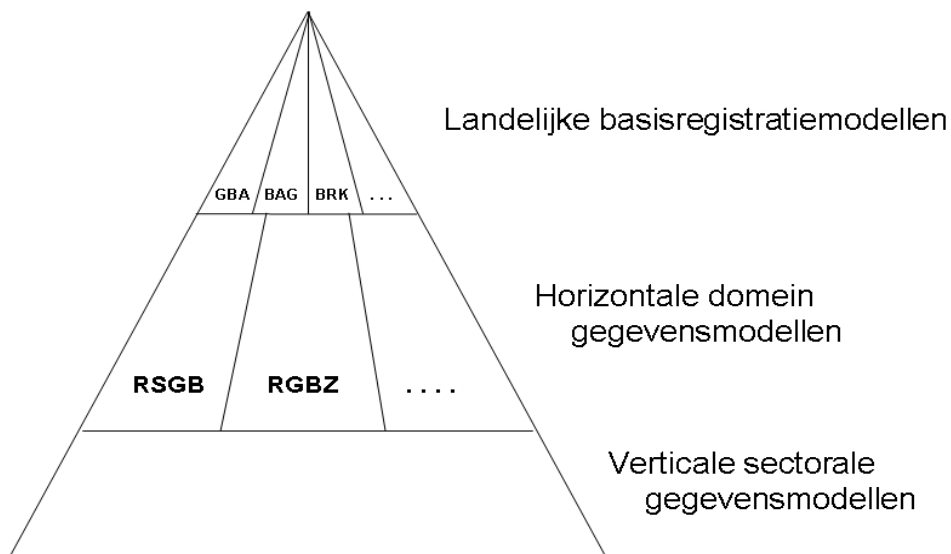 Landelijke basisregistratiemodellen
GBA BAG BRK ...
Horizontale domein
gegevensmodellen
RSGB RGBZ ....
Verticale sectorale
gegevensmodellen